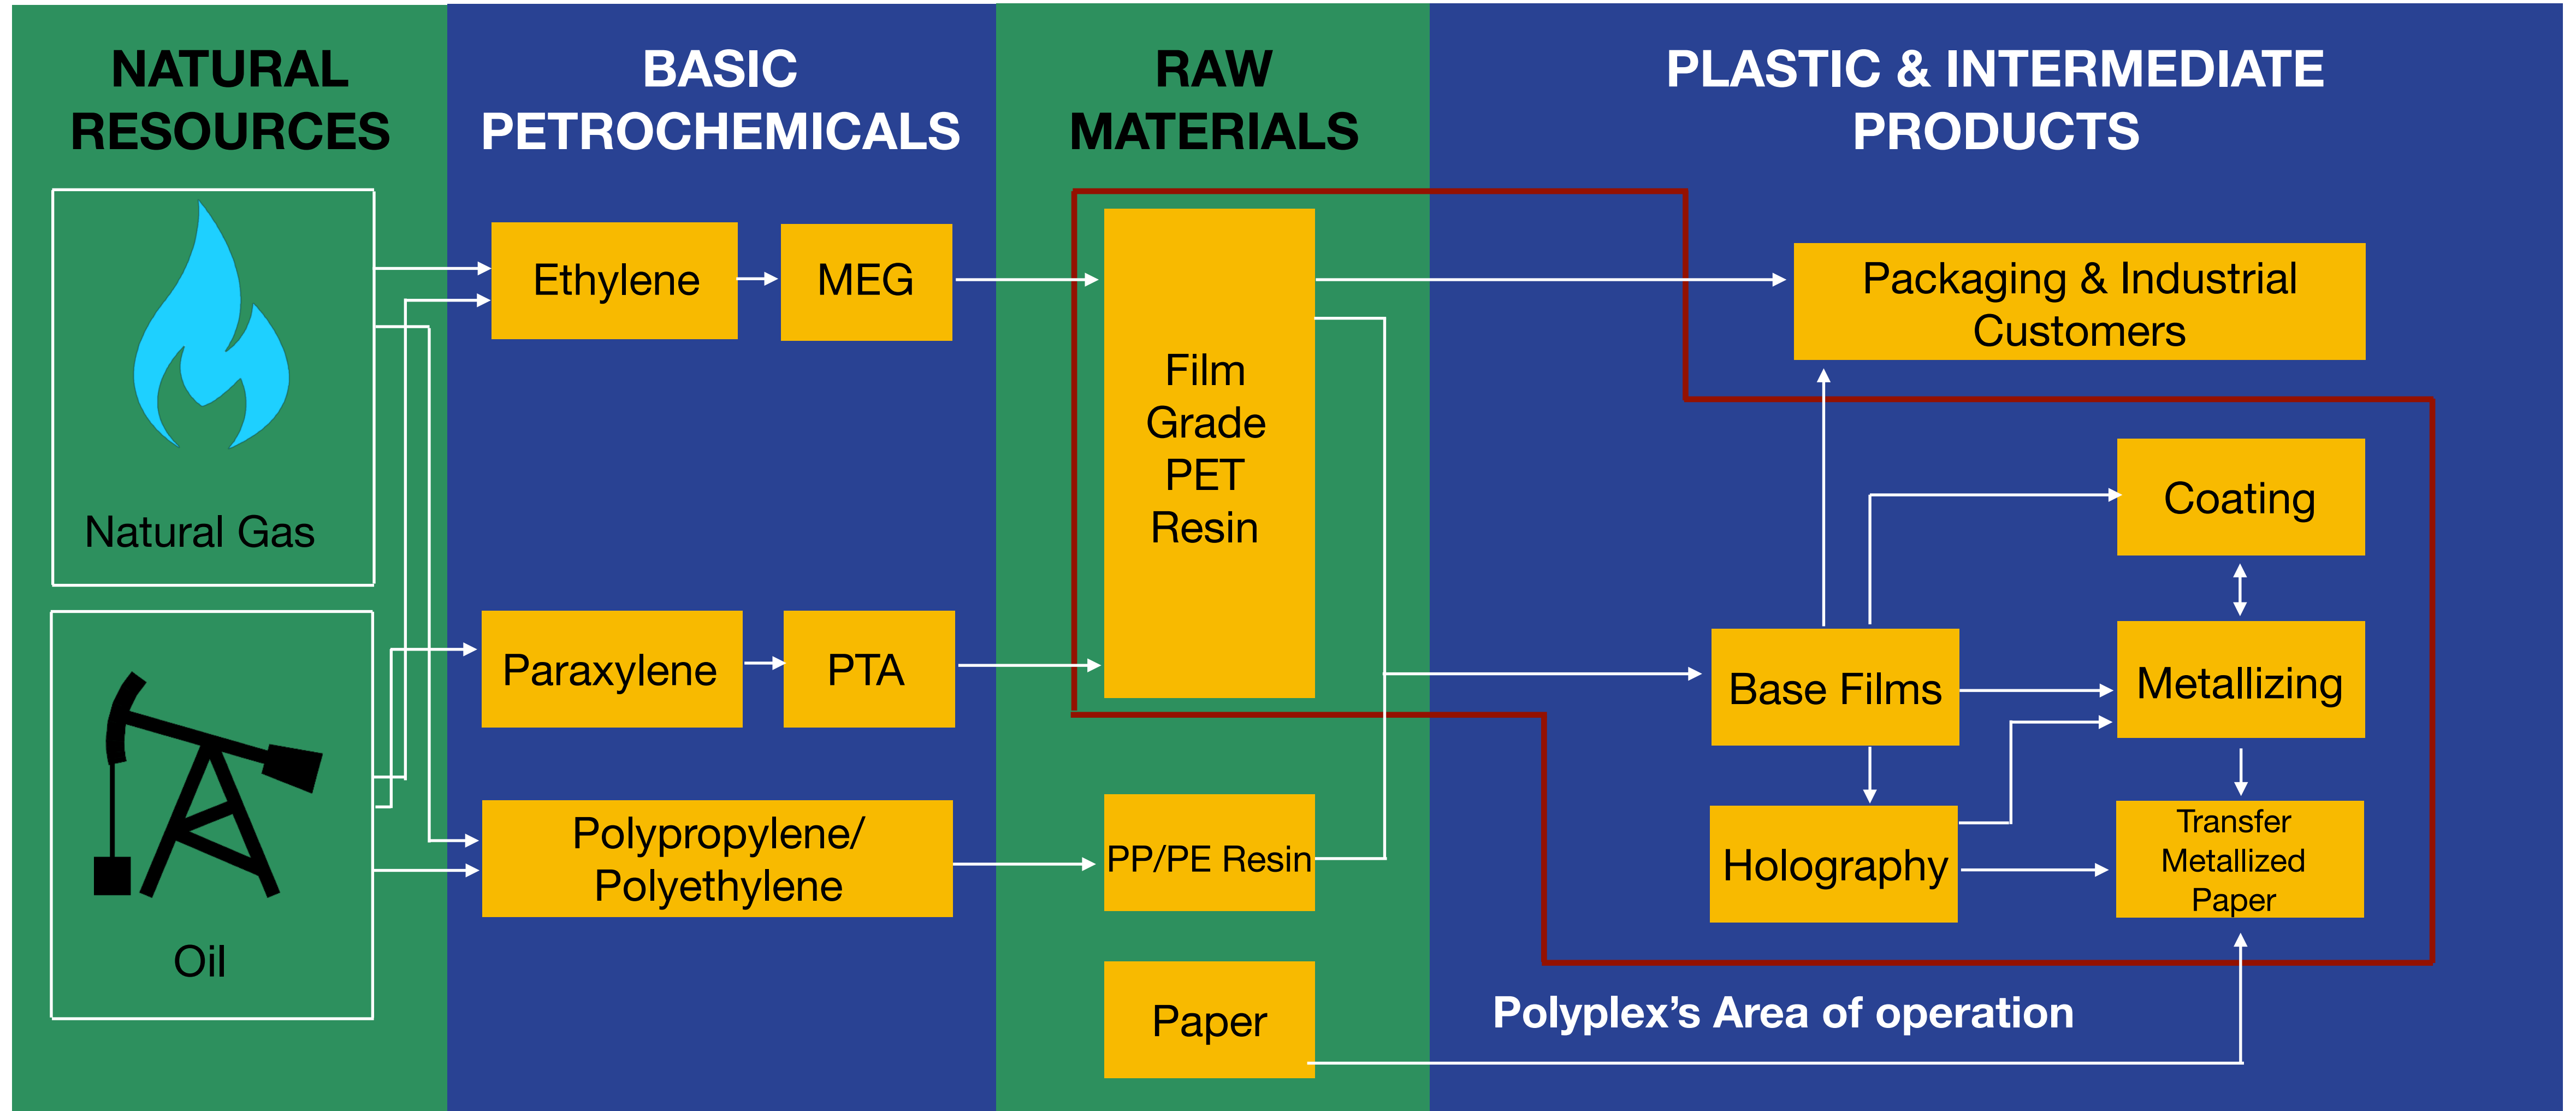 NATURAL
RESOURCES
BASIC
PETROCHEMICALS
RAW
MATERIALS
PLASTIC & INTERMEDIATE
PRODUCTS
Natural Gas
Oil
Ethylene
MEG
Paraxylene
PTA
Polypropylene/
Polyethylene
Film
Grade
PET
Resin
PP/PE Resin
Paper
Packaging & Industrial
Customers
Coating
Base Films
Metallizing
Holography
Transfer
Metallized
Paper
Polyplex’s Area of operation